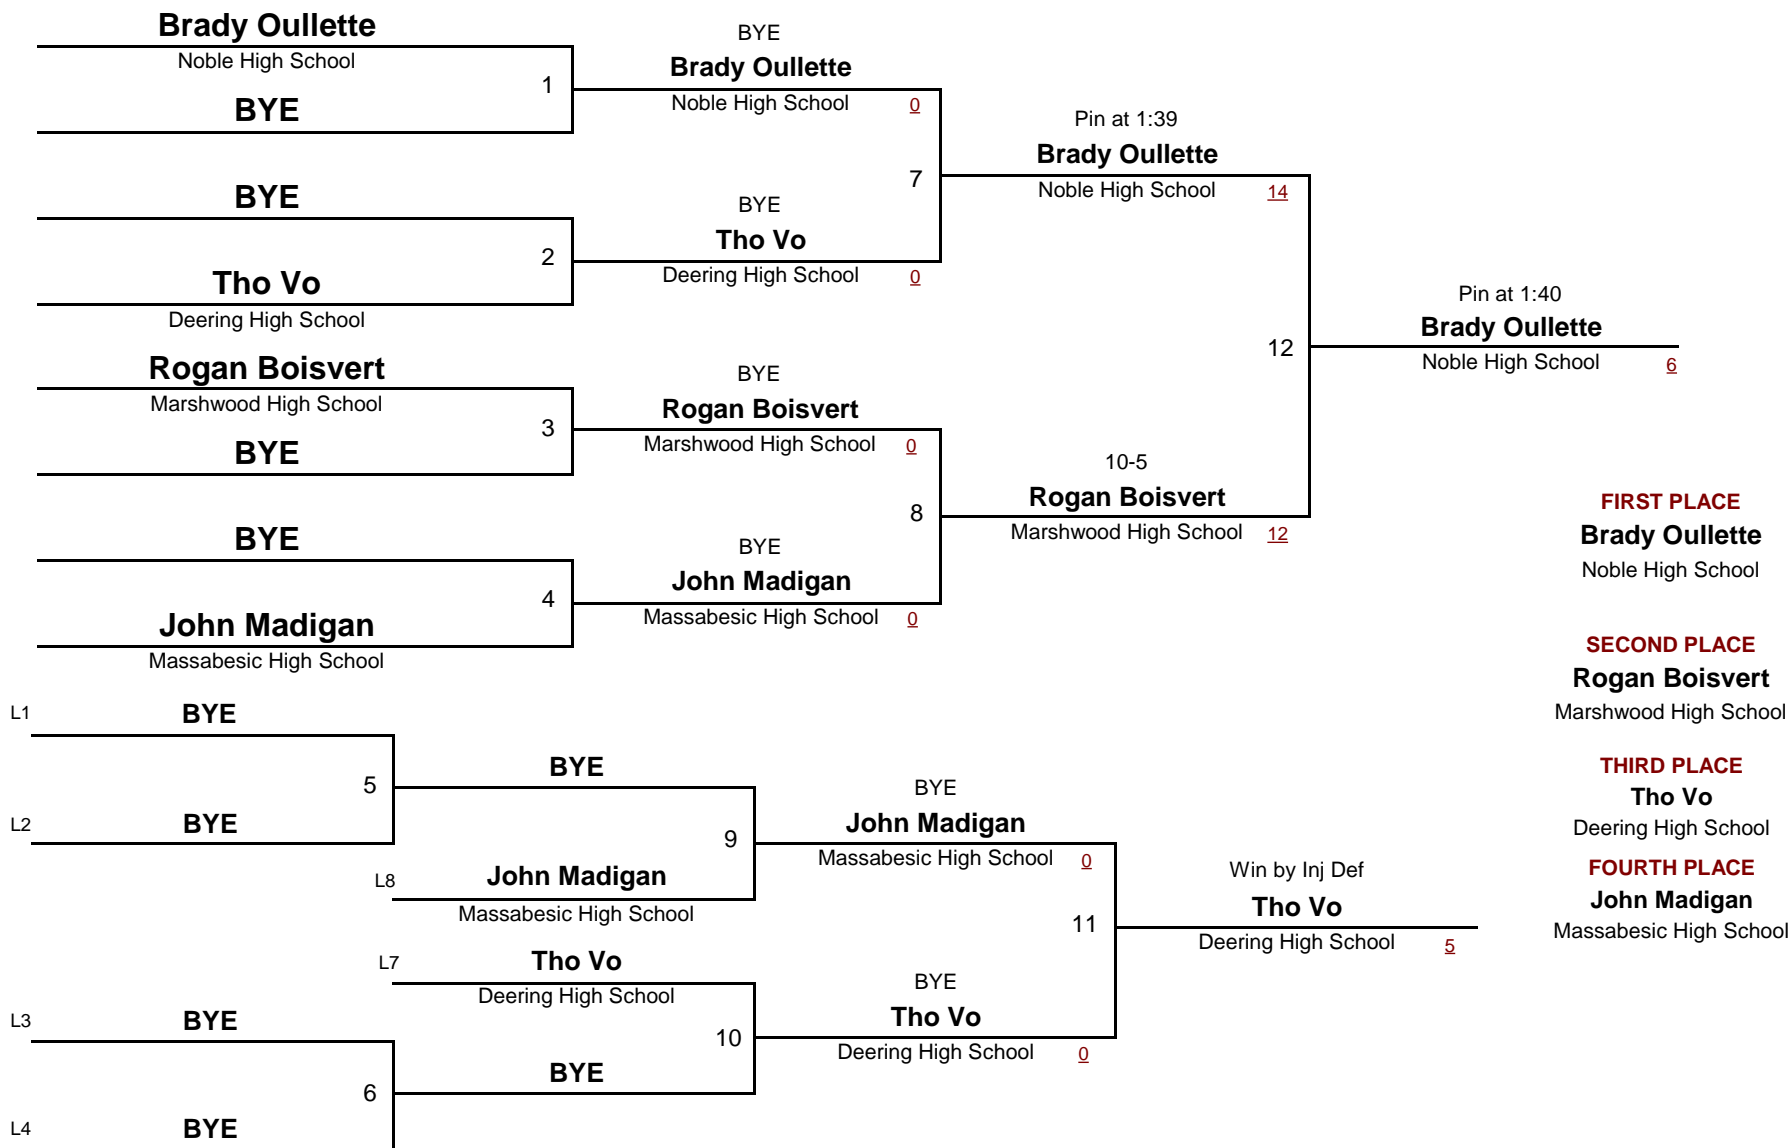 Brady Oullette
Noble High School
1
BYE
BYE
2
Tho Vo
Deering High School
Rogan Boisvert
Marshwood High School
3
BYE
BYE
4
John Madigan
Massabesic High School
BYE
Brady Oullette
Noble High School 0
7
BYE
Tho Vo
Deering High School 0
BYE
Rogan Boisvert
Marshwood High School 0
8
BYE
John Madigan
Massabesic High School 0
Pin at 1:39
Brady Oullette
Noble High School 14
12
10-5
Rogan Boisvert
Marshwood High School 12
Pin at 1:40
Brady Oullette
Noble High School 6
FIRST PLACE
Brady Oullette
Noble High School
SECOND PLACE
Rogan Boisvert
Marshwood High School
THIRD PLACE
Tho Vo
Deering High School
FOURTH PLACE
John Madigan
Massabesic High School
L1 BYE
5
L2 BYE
BYE
9
L8 John Madigan
Massabesic High School
L7 Tho Vo
Deering High School
10
BYE
L3 BYE
6
L4 BYE
BYE
John Madigan
Massabesic High School 0
11
BYE
Tho Vo
Deering High School 0
Win by Inj Def
Tho Vo
Deering High School 5